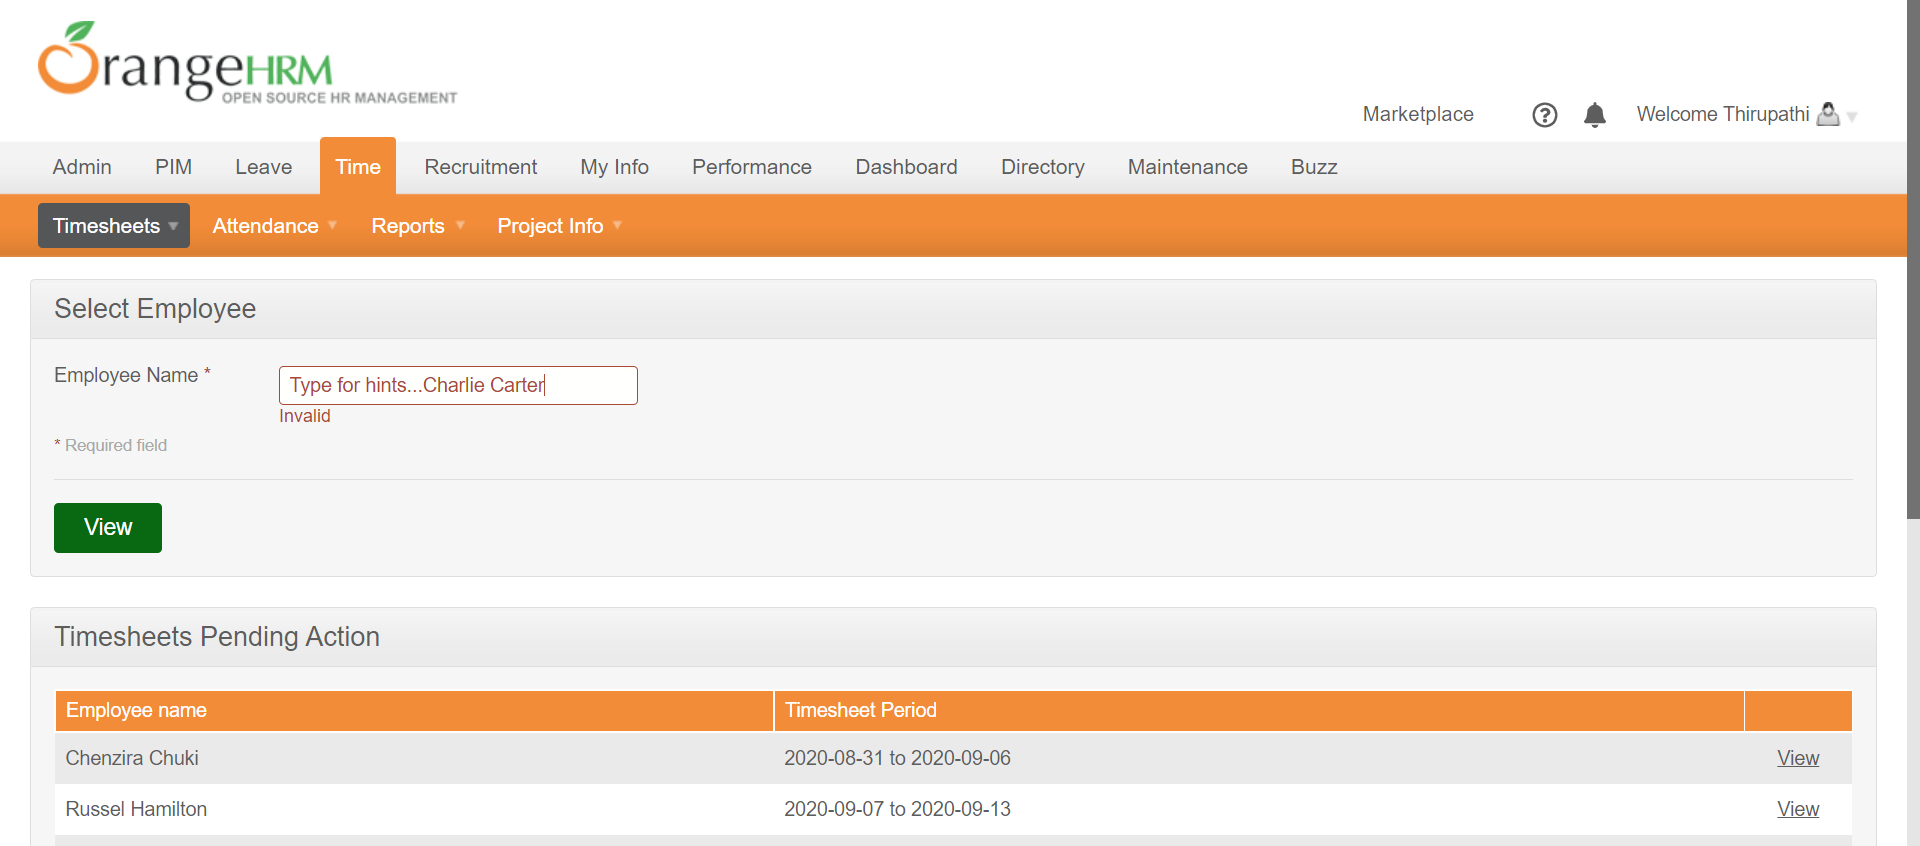 OrangeHRM
OPEN SOURCE HR MANAGEMENT
Marketplace ? Welcome Thirupathi
Admin PIM Leave Time Recruitment My Info Performance Dashboard Directory Maintenance Buzz
Timesheets Attendance Reports Project Info
Select Employee
Employee Name * Type for hints...Charlie Carter
Invalid
* Required field
View
Timesheets Pending Action
Employee name Timesheet Period
Chenzira Chuki 2020-08-31 to 2020-09-06 View
Russel Hamilton 2020-09-07 to 2020-09-13 View